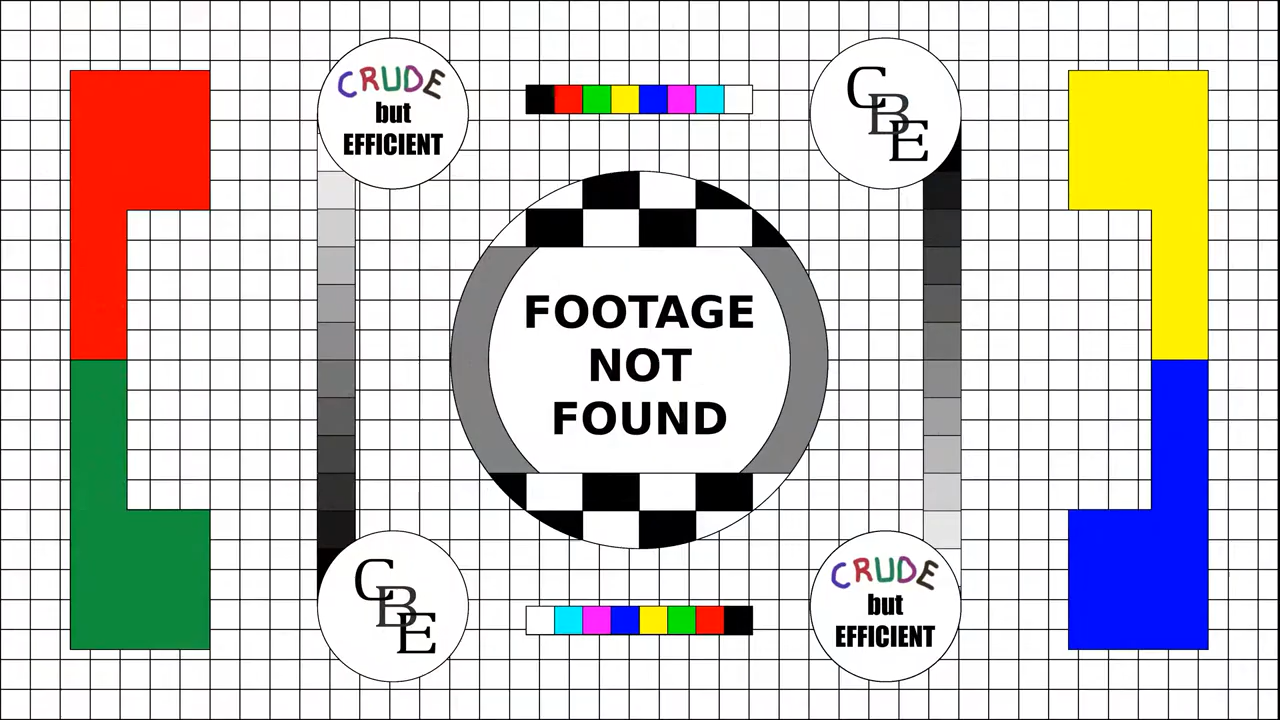 CRUDE
but
EFFICIENT
CBE
FOOTAGE
NOT
FOUND
CBE
CRUDE
but
EFFICIENT